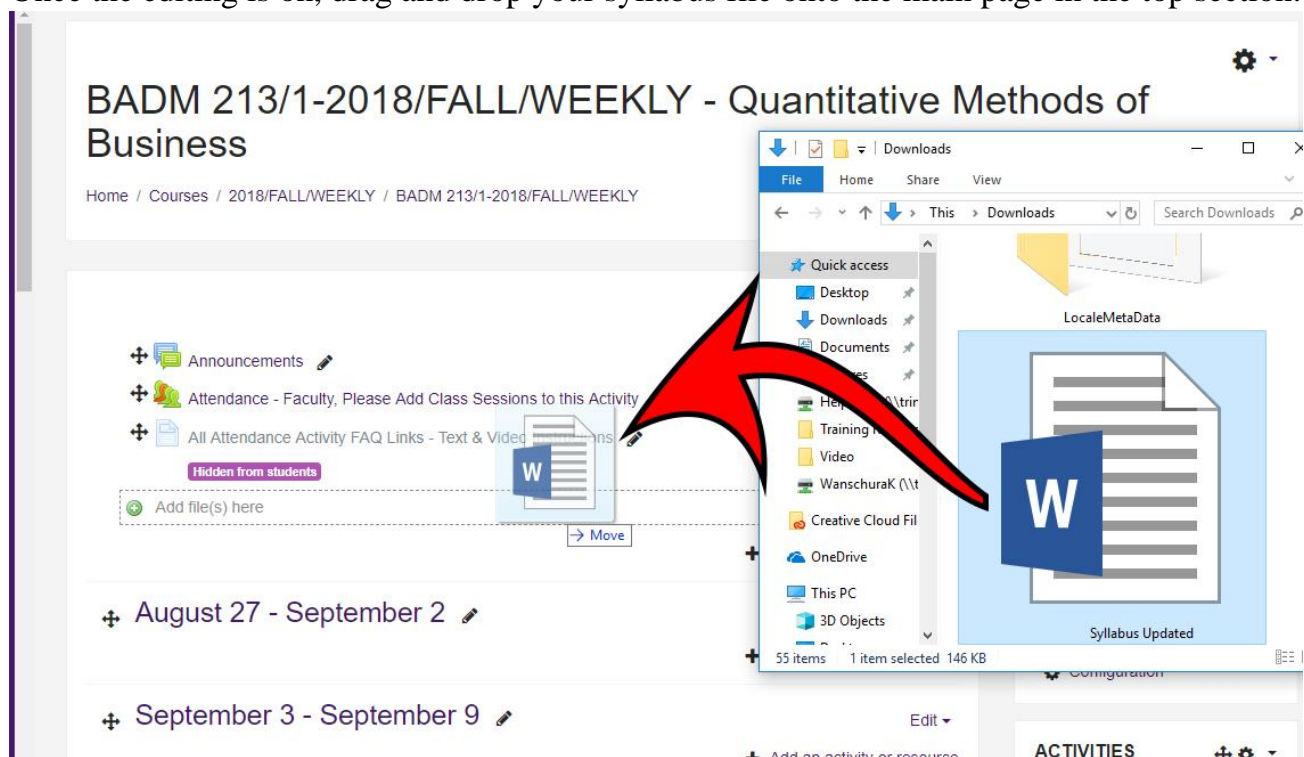 Once the editing is on, drag and drop your syllabus file onto the main page in the top section.
BADM 213/1-2018/FALL/WEEKLY - Quantitative Methods of
Business
Home / Courses / 2018/FALL/WEEKLY / BADM 213/1-2018/FALL/WEEKLY
Announcements
Attendance - Faculty, Please Add Class Sessions to this Activity
All Attendance Activity FAQ Links - Text & Video
Hidden from students
Add file(s) here
W
Move
August 27 - September 2
September 3 - September 9
Edit
Add an activity or resource
Downloads
File Home Share View
This > Downloads
Search Downloads
Quick access
Desktop
Downloads
Documents
Training
Video
WanschuraK (\\t
Creative Cloud Fil
OneDrive
This PC
3D Objects
LocaleMetaData
W
Syllabus Updated
55 items 1 item selected 146 KB
Configuration
ACTIVITIES